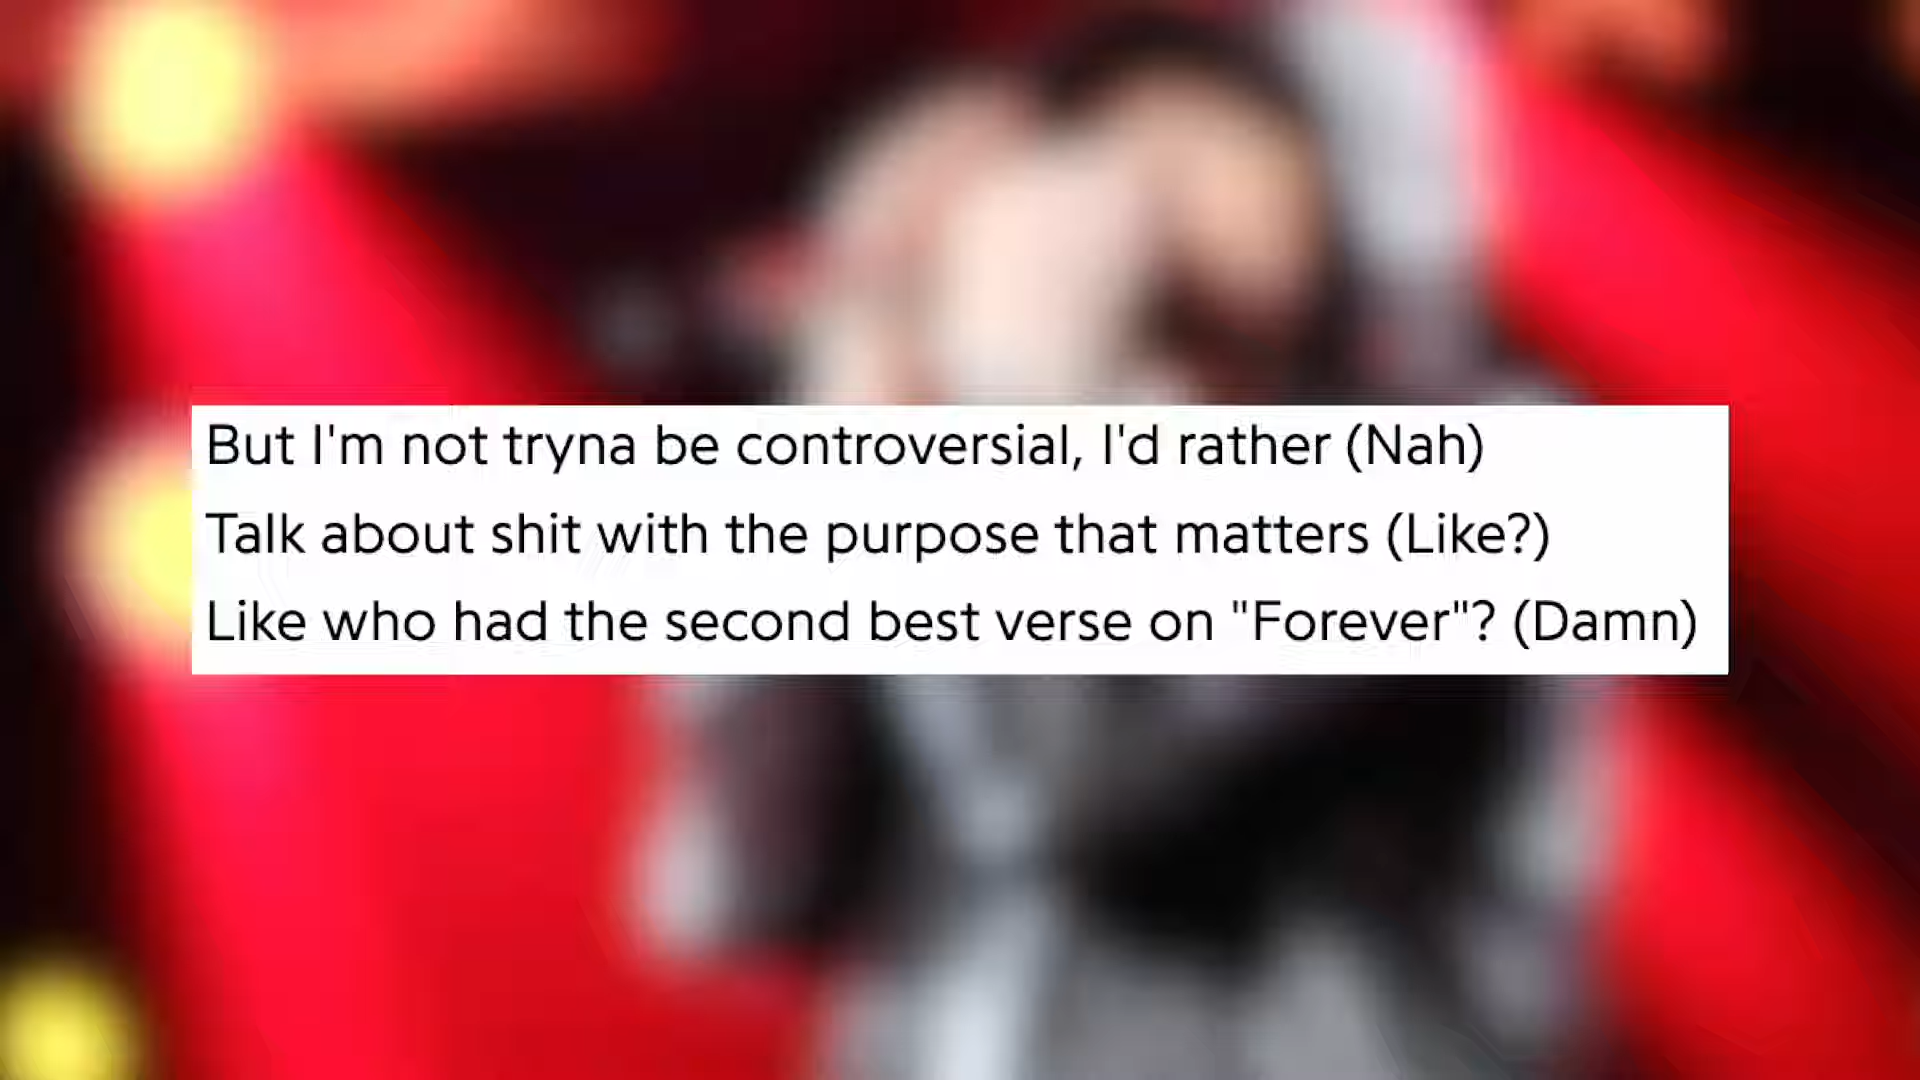 But I'm not tryna be controversial, I'd rather (Nah)
Talk about shit with the purpose that matters (Like?)
Like who had the second best verse on "Forever"? (Damn)